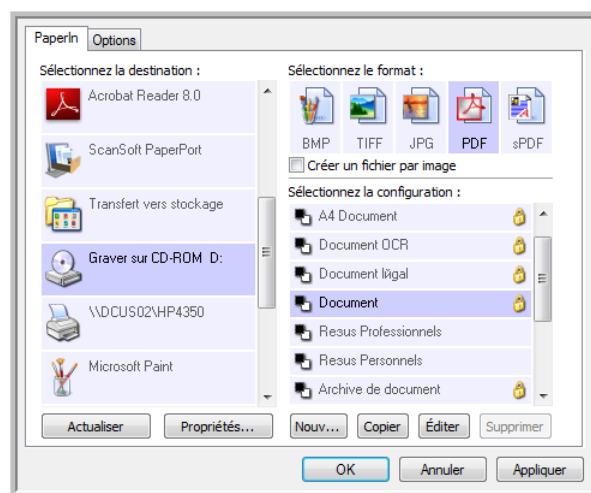 PaperIn
Options
Sélectionnez la destination :
Acrobat Reader 8.0
ScanSoft PaperPort
Transfert vers stockage
Graver sur CD-ROM D:
\\DCUS02\HP4350
Microsoft Paint
Actualiser
Propriétés...
Sélectionnez le format :
BMP
TIFF
JPG
PDF
sPDF
Créer un fichier par image
Sélectionnez la configuration :
A4 Document
Document OCR
Document lŭgal
Document
Reзus Professionnels
Reзus Personnels
Archive de document
Nouv...
Copier
Éditer
Supprimer
OK
Annuler
Appliquer